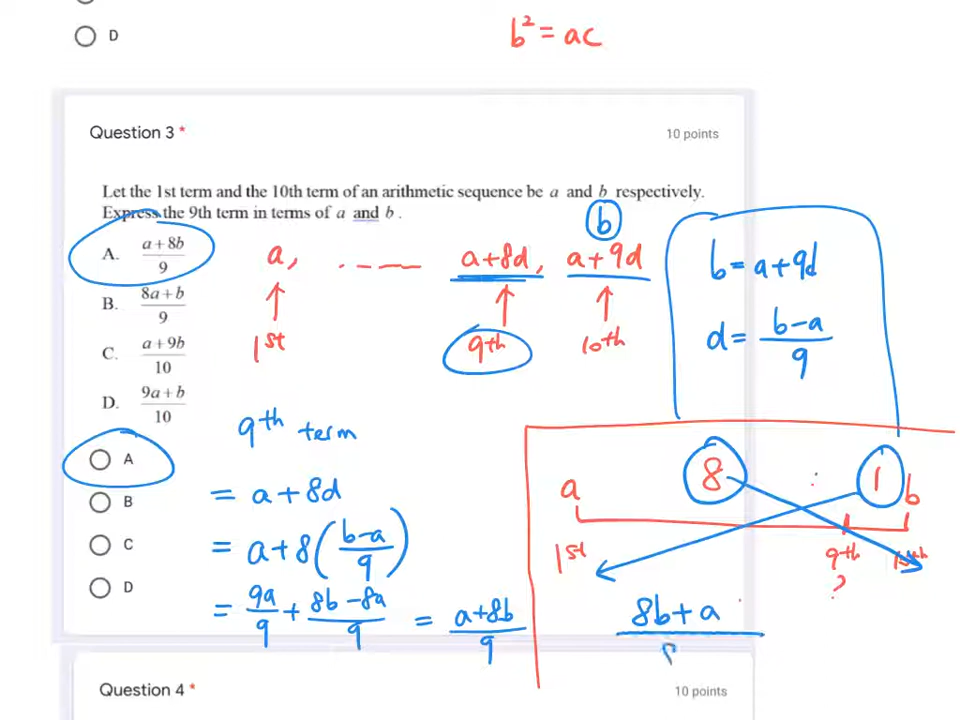 D
b² = ac
Question 3 *
10 points
Let the 1st term and the 10th term of an arithmetic sequence be a and b respectively.
Express the 9th term in terms of a and b.
A. (a + 8b)/9
B. (8a + b)/9
C. (a + 9b)/10
D. (9a + b)/10
b
a, ....... a+8d, a+9d
1st 9th 10th
b = a+9d
d = (b-a)/9
A
B
C
D
9th term
= a+8d
= a+8((b-a)/9)
= 9a/9 + (8b-8a)/9 = (a+8b)/9
8 : 1
a b
1st 9th 10th
?
8b+a
Question 4 *
10 points